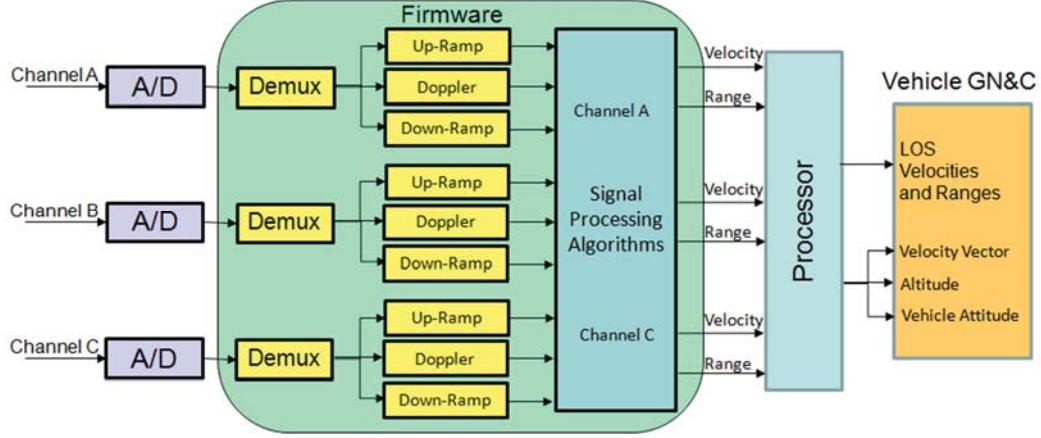 Firmware
Channel A
A/D
Demux
Up-Ramp
Doppler
Down-Ramp
Channel B
A/D
Demux
Up-Ramp
Doppler
Down-Ramp
Channel C
A/D
Demux
Up-Ramp
Doppler
Down-Ramp
Channel A
Signal
Processing
Algorithms
Channel C
Velocity
Range
Velocity
Range
Velocity
Range
Processor
Vehicle GN&C
LOS
Velocities
and Ranges
Velocity Vector
Altitude
Vehicle Attitude